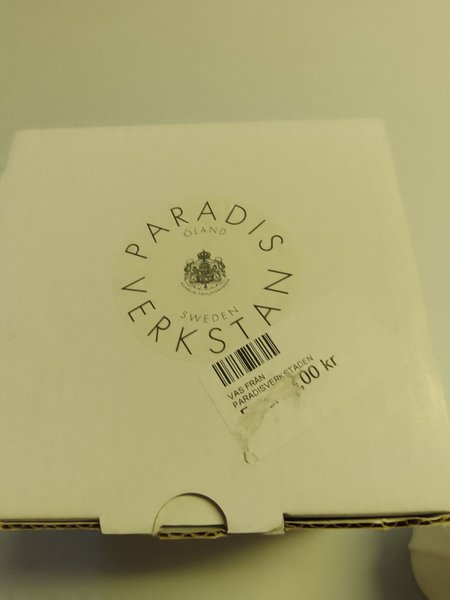 PARADIS
ÖLAND
SWEDEN
VERKSTAN
VAS FRÅN
PARADISVERKSTADEN
,00 kr